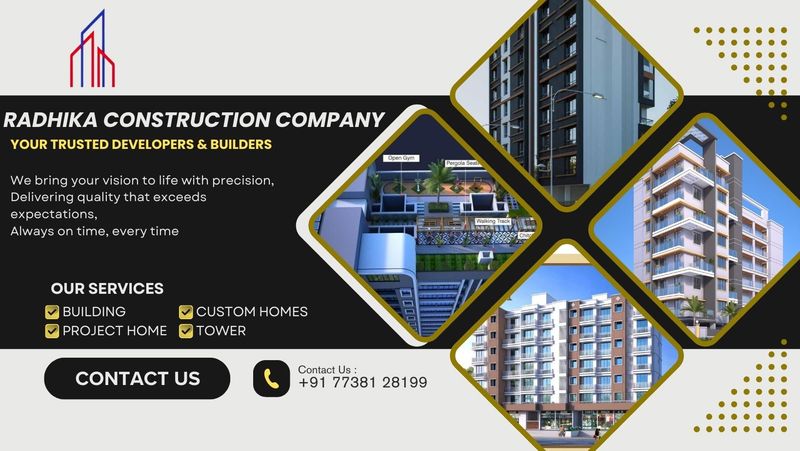 RADHIKA CONSTRUCTION COMPANY
YOUR TRUSTED DEVELOPERS & BUILDERS
We bring your vision to life with precision,
Delivering quality that exceeds
expectations,
Always on time, every time
OUR SERVICES
BUILDING
CUSTOM HOMES
PROJECT HOME
TOWER
CONTACT US
Contact Us :
+91 77381 28199
Open Gym
Pergola Seati
Walking Track